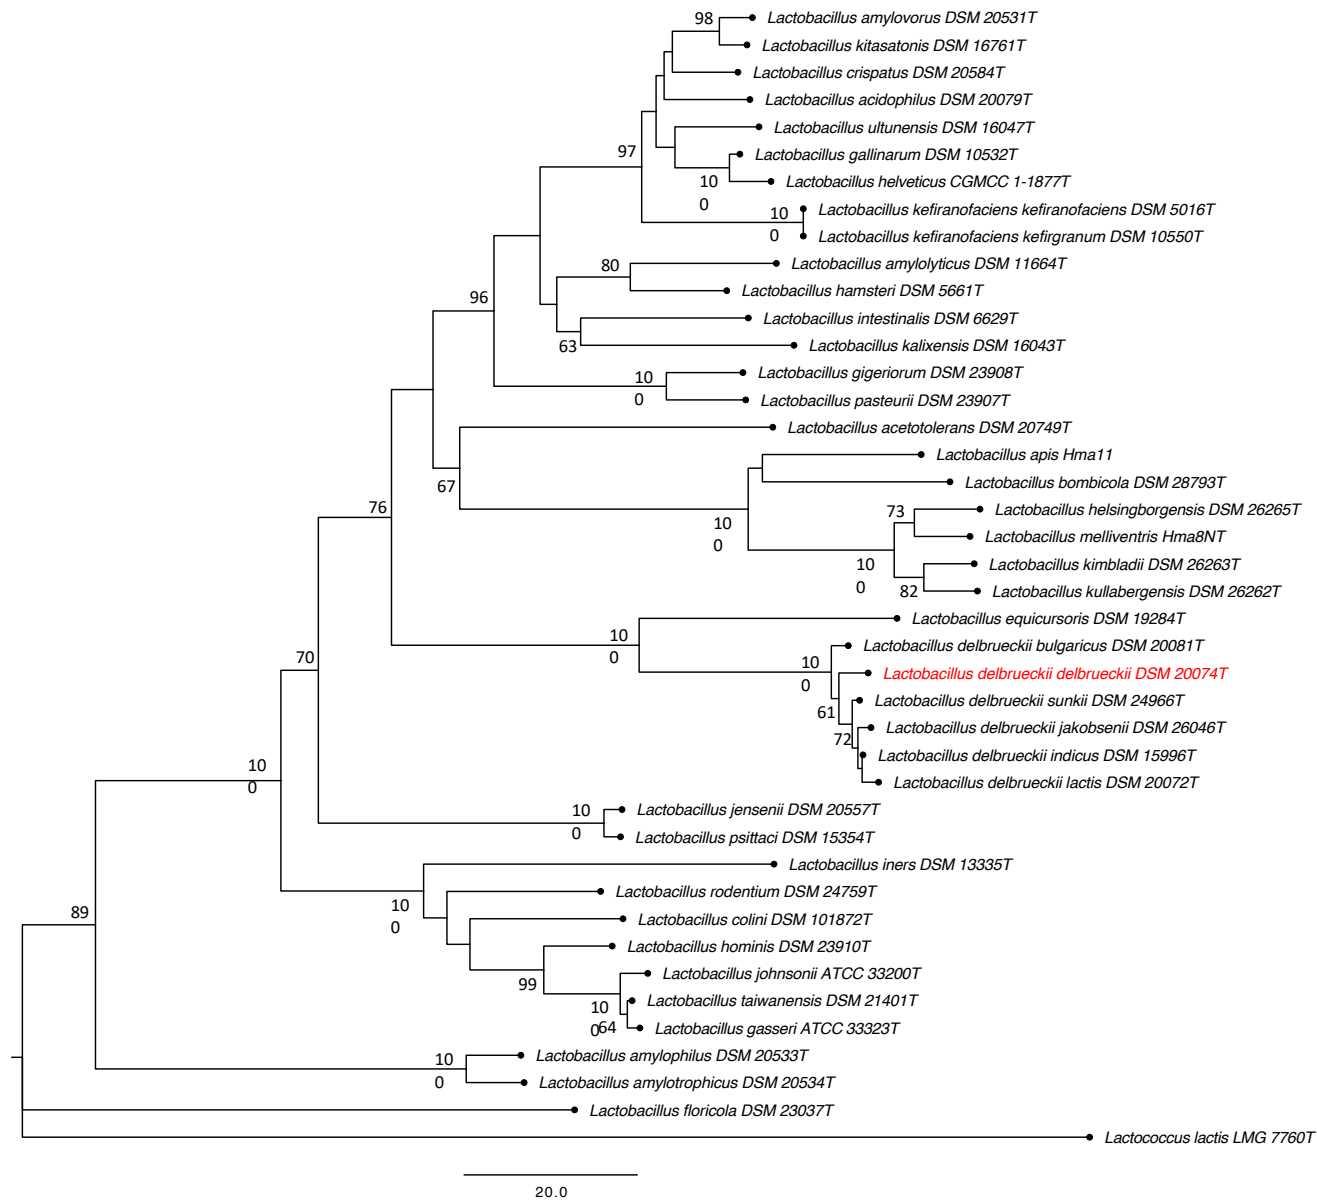 98
Lactobacillus amylovorus DSM 20531T
Lactobacillus kitasatonis DSM 16761T
Lactobacillus crispatus DSM 20584T
Lactobacillus acidophilus DSM 20079T
Lactobacillus ultunensis DSM 16047T
97
Lactobacillus gallinarum DSM 10532T
10
0
Lactobacillus helveticus CGMCC 1-1877T
10
0
Lactobacillus kefiranofaciens kefiranofaciens DSM 5016T
Lactobacillus kefiranofaciens kefirgranum DSM 10550T
80
Lactobacillus amylolyticus DSM 11664T
Lactobacillus hamsteri DSM 5661T
96
Lactobacillus intestinalis DSM 6629T
63
Lactobacillus kalixensis DSM 16043T
10
0
Lactobacillus gigeriorum DSM 23908T
Lactobacillus pasteurii DSM 23907T
Lactobacillus acetotolerans DSM 20749T
Lactobacillus apis Hma11
67
Lactobacillus bombicola DSM 28793T
76
73
Lactobacillus helsingborgensis DSM 26265T
10
0
Lactobacillus melliventris Hma8NT
10
0
Lactobacillus kimbladii DSM 26263T
82
Lactobacillus kullabergensis DSM 26262T
Lactobacillus equicursoris DSM 19284T
10
0
Lactobacillus delbrueckii bulgaricus DSM 20081T
70
10
0
Lactobacillus delbrueckii delbrueckii DSM 20074T
Lactobacillus delbrueckii sunkii DSM 24966T
61
Lactobacillus delbrueckii jakobsenii DSM 26046T
72
Lactobacillus delbrueckii indicus DSM 15996T
10
0
Lactobacillus delbrueckii lactis DSM 20072T
10
0
Lactobacillus jensenii DSM 20557T
Lactobacillus psittaci DSM 15354T
Lactobacillus iners DSM 13335T
Lactobacillus rodentium DSM 24759T
89
10
0
Lactobacillus colini DSM 101872T
Lactobacillus hominis DSM 23910T
99
Lactobacillus johnsonii ATCC 33200T
Lactobacillus taiwanensis DSM 21401T
10
0
64
Lactobacillus gasseri ATCC 33323T
10
0
Lactobacillus amylophilus DSM 20533T
Lactobacillus amylotrophicus DSM 20534T
Lactobacillus floricola DSM 23037T
Lactococcus lactis LMG 7760T
20.0